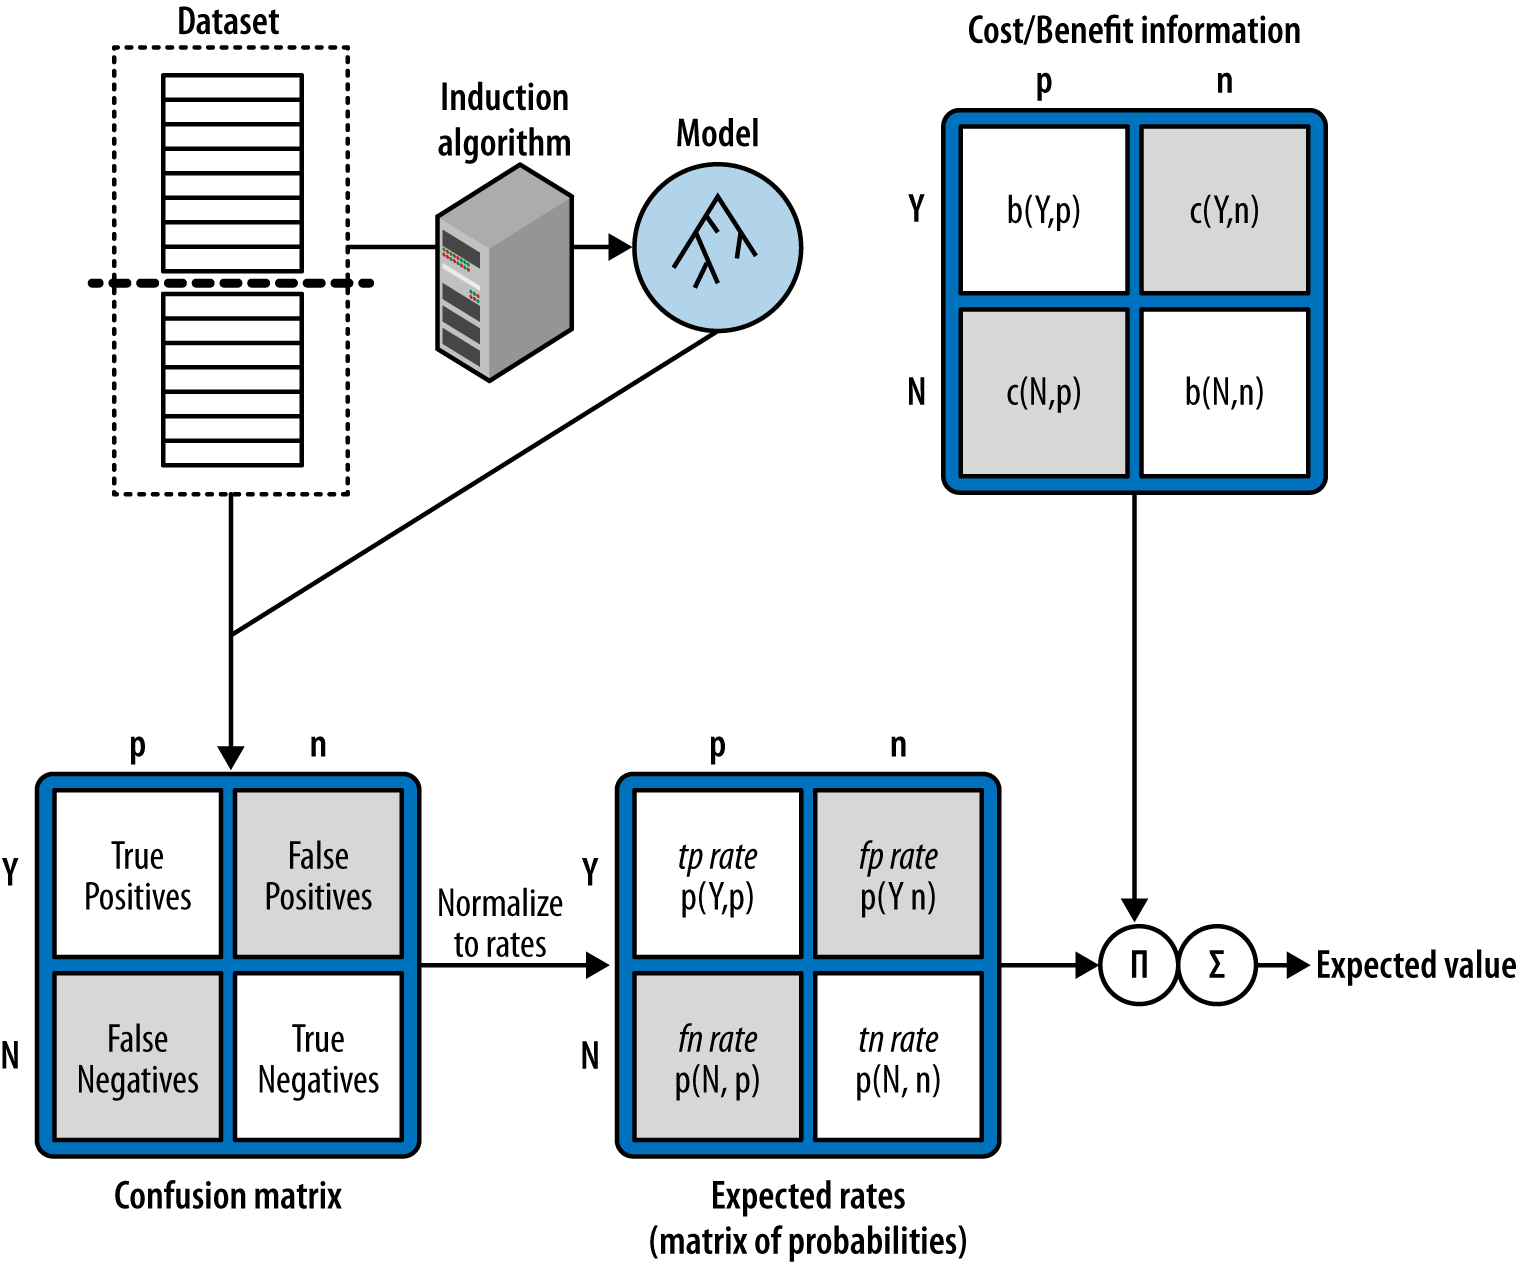 Dataset
Induction
algorithm
Model
Cost/Benefit information
p n
Y b(Y,p) c(Y,n)
N c(N,p) b(N,n)
p n
Y
True
Positives
False
Positives
N
False
Negatives
True
Negatives
Confusion matrix
Normalize
to rates
p n
Y
tp rate
p(Y,p)
fp rate
p(Y n)
N
fn rate
p(N, p)
tn rate
p(N, n)
Expected rates
(matrix of probabilities)
Π Σ Expected value